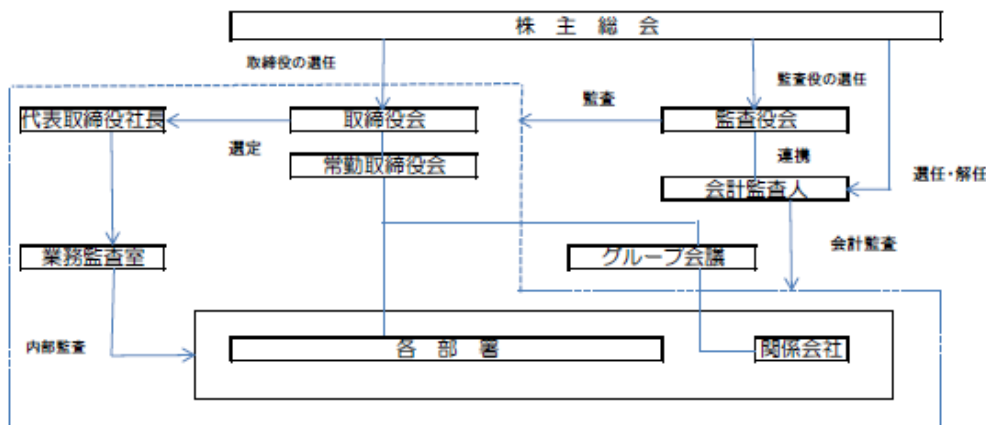 株 主 総 会
取締役の選任
監査役の選任
監査
代表取締役社長
取締役会
監査役会
選定
連携
常勤取締役会
選任・解任
会計監査人
会計監査
業務監査室
グループ会議
内部監査
各 部 署
関係会社